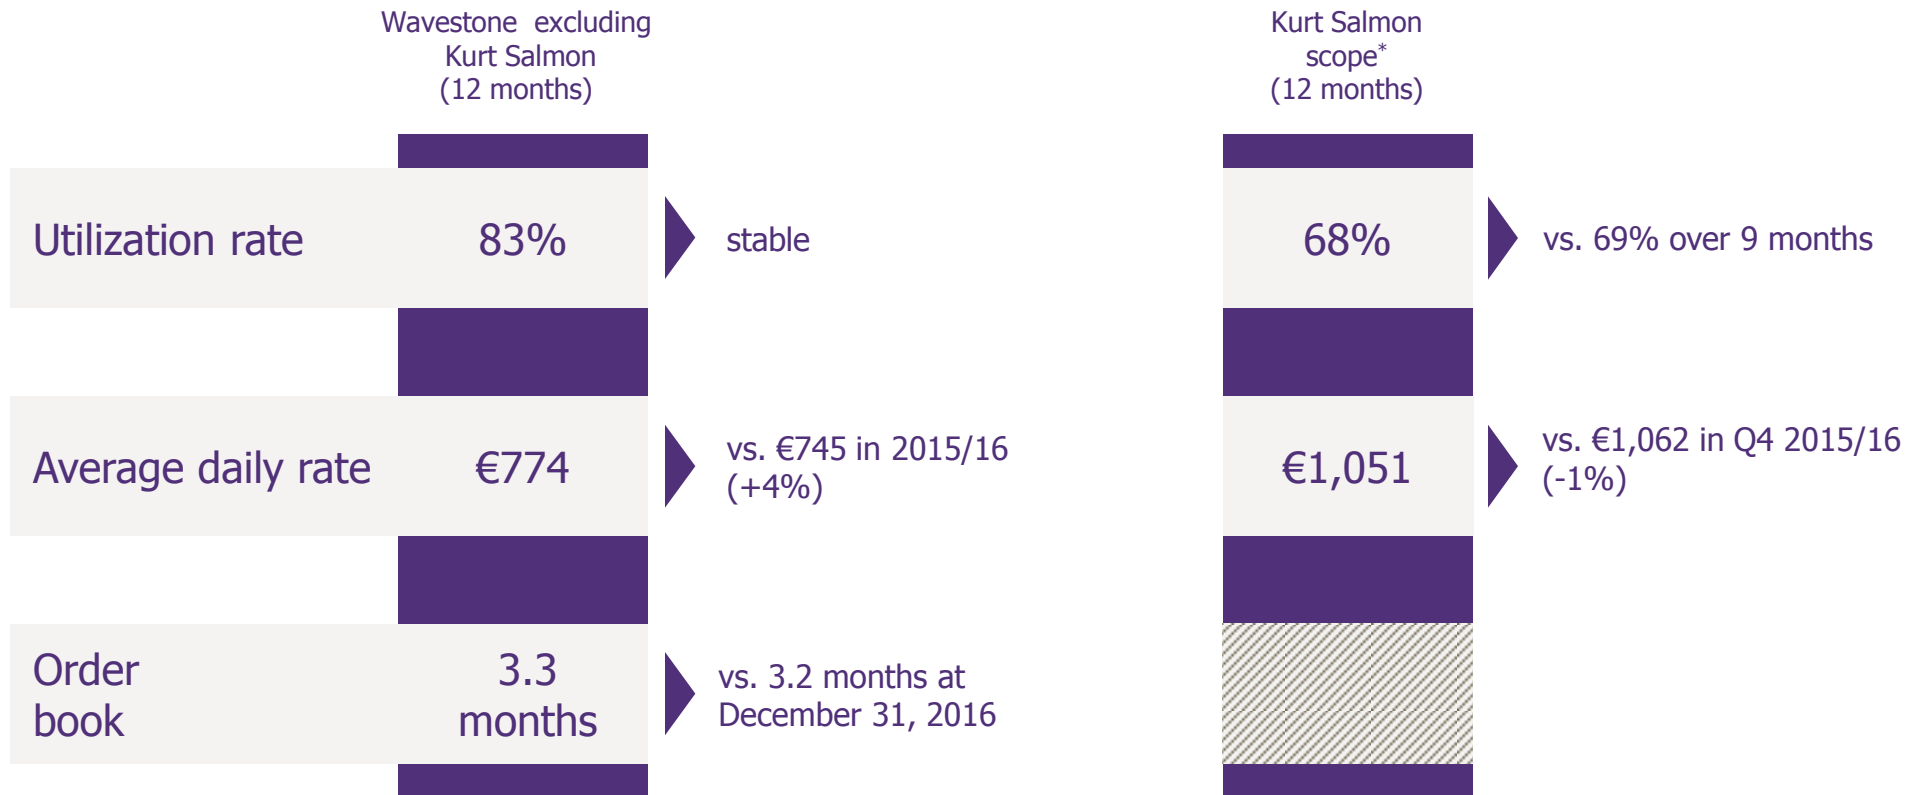 Wavestone excluding
Kurt Salmon
(12 months)
Kurt Salmon
scope*
(12 months)
Utilization rate
83%
stable
68%
vs. 69% over 9 months
Average daily rate
€774
vs. €745 in 2015/16
(+4%)
€1,051
vs. €1,062 in Q4 2015/16
(-1%)
Order
book
3.3
months
vs. 3.2 months at
December 31, 2016